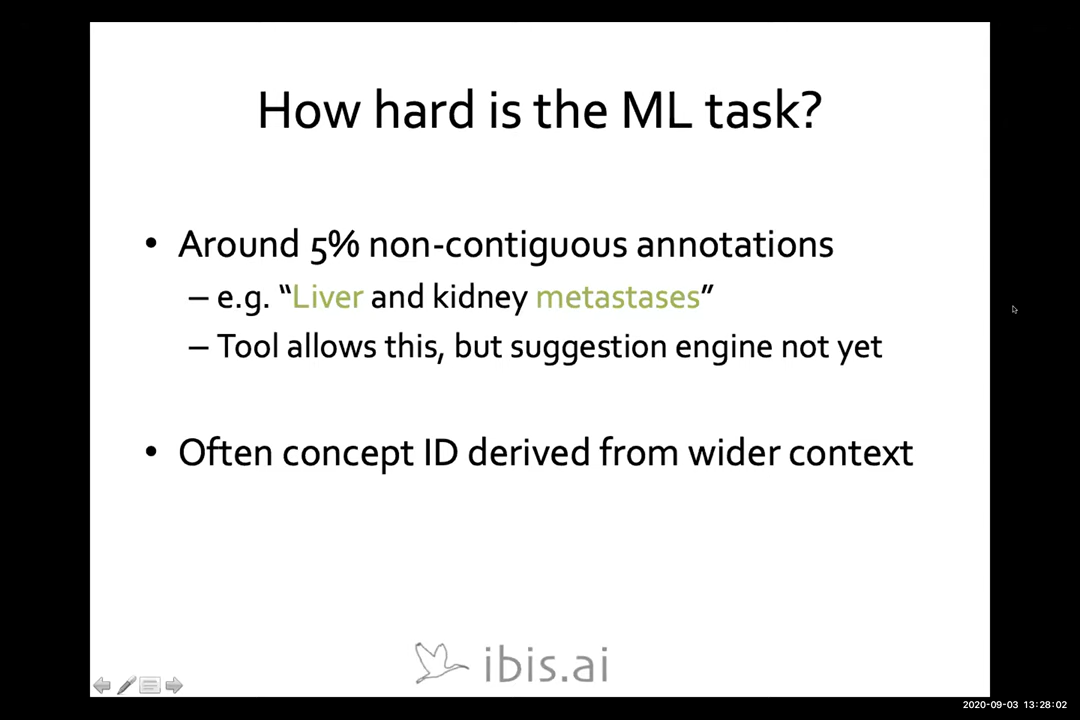 How hard is the ML task?
• Around 5% non-contiguous annotations
– e.g. “Liver and kidney metastases”
– Tool allows this, but suggestion engine not yet
• Often concept ID derived from wider context
ibis.ai
2020-09-03 13:28:02